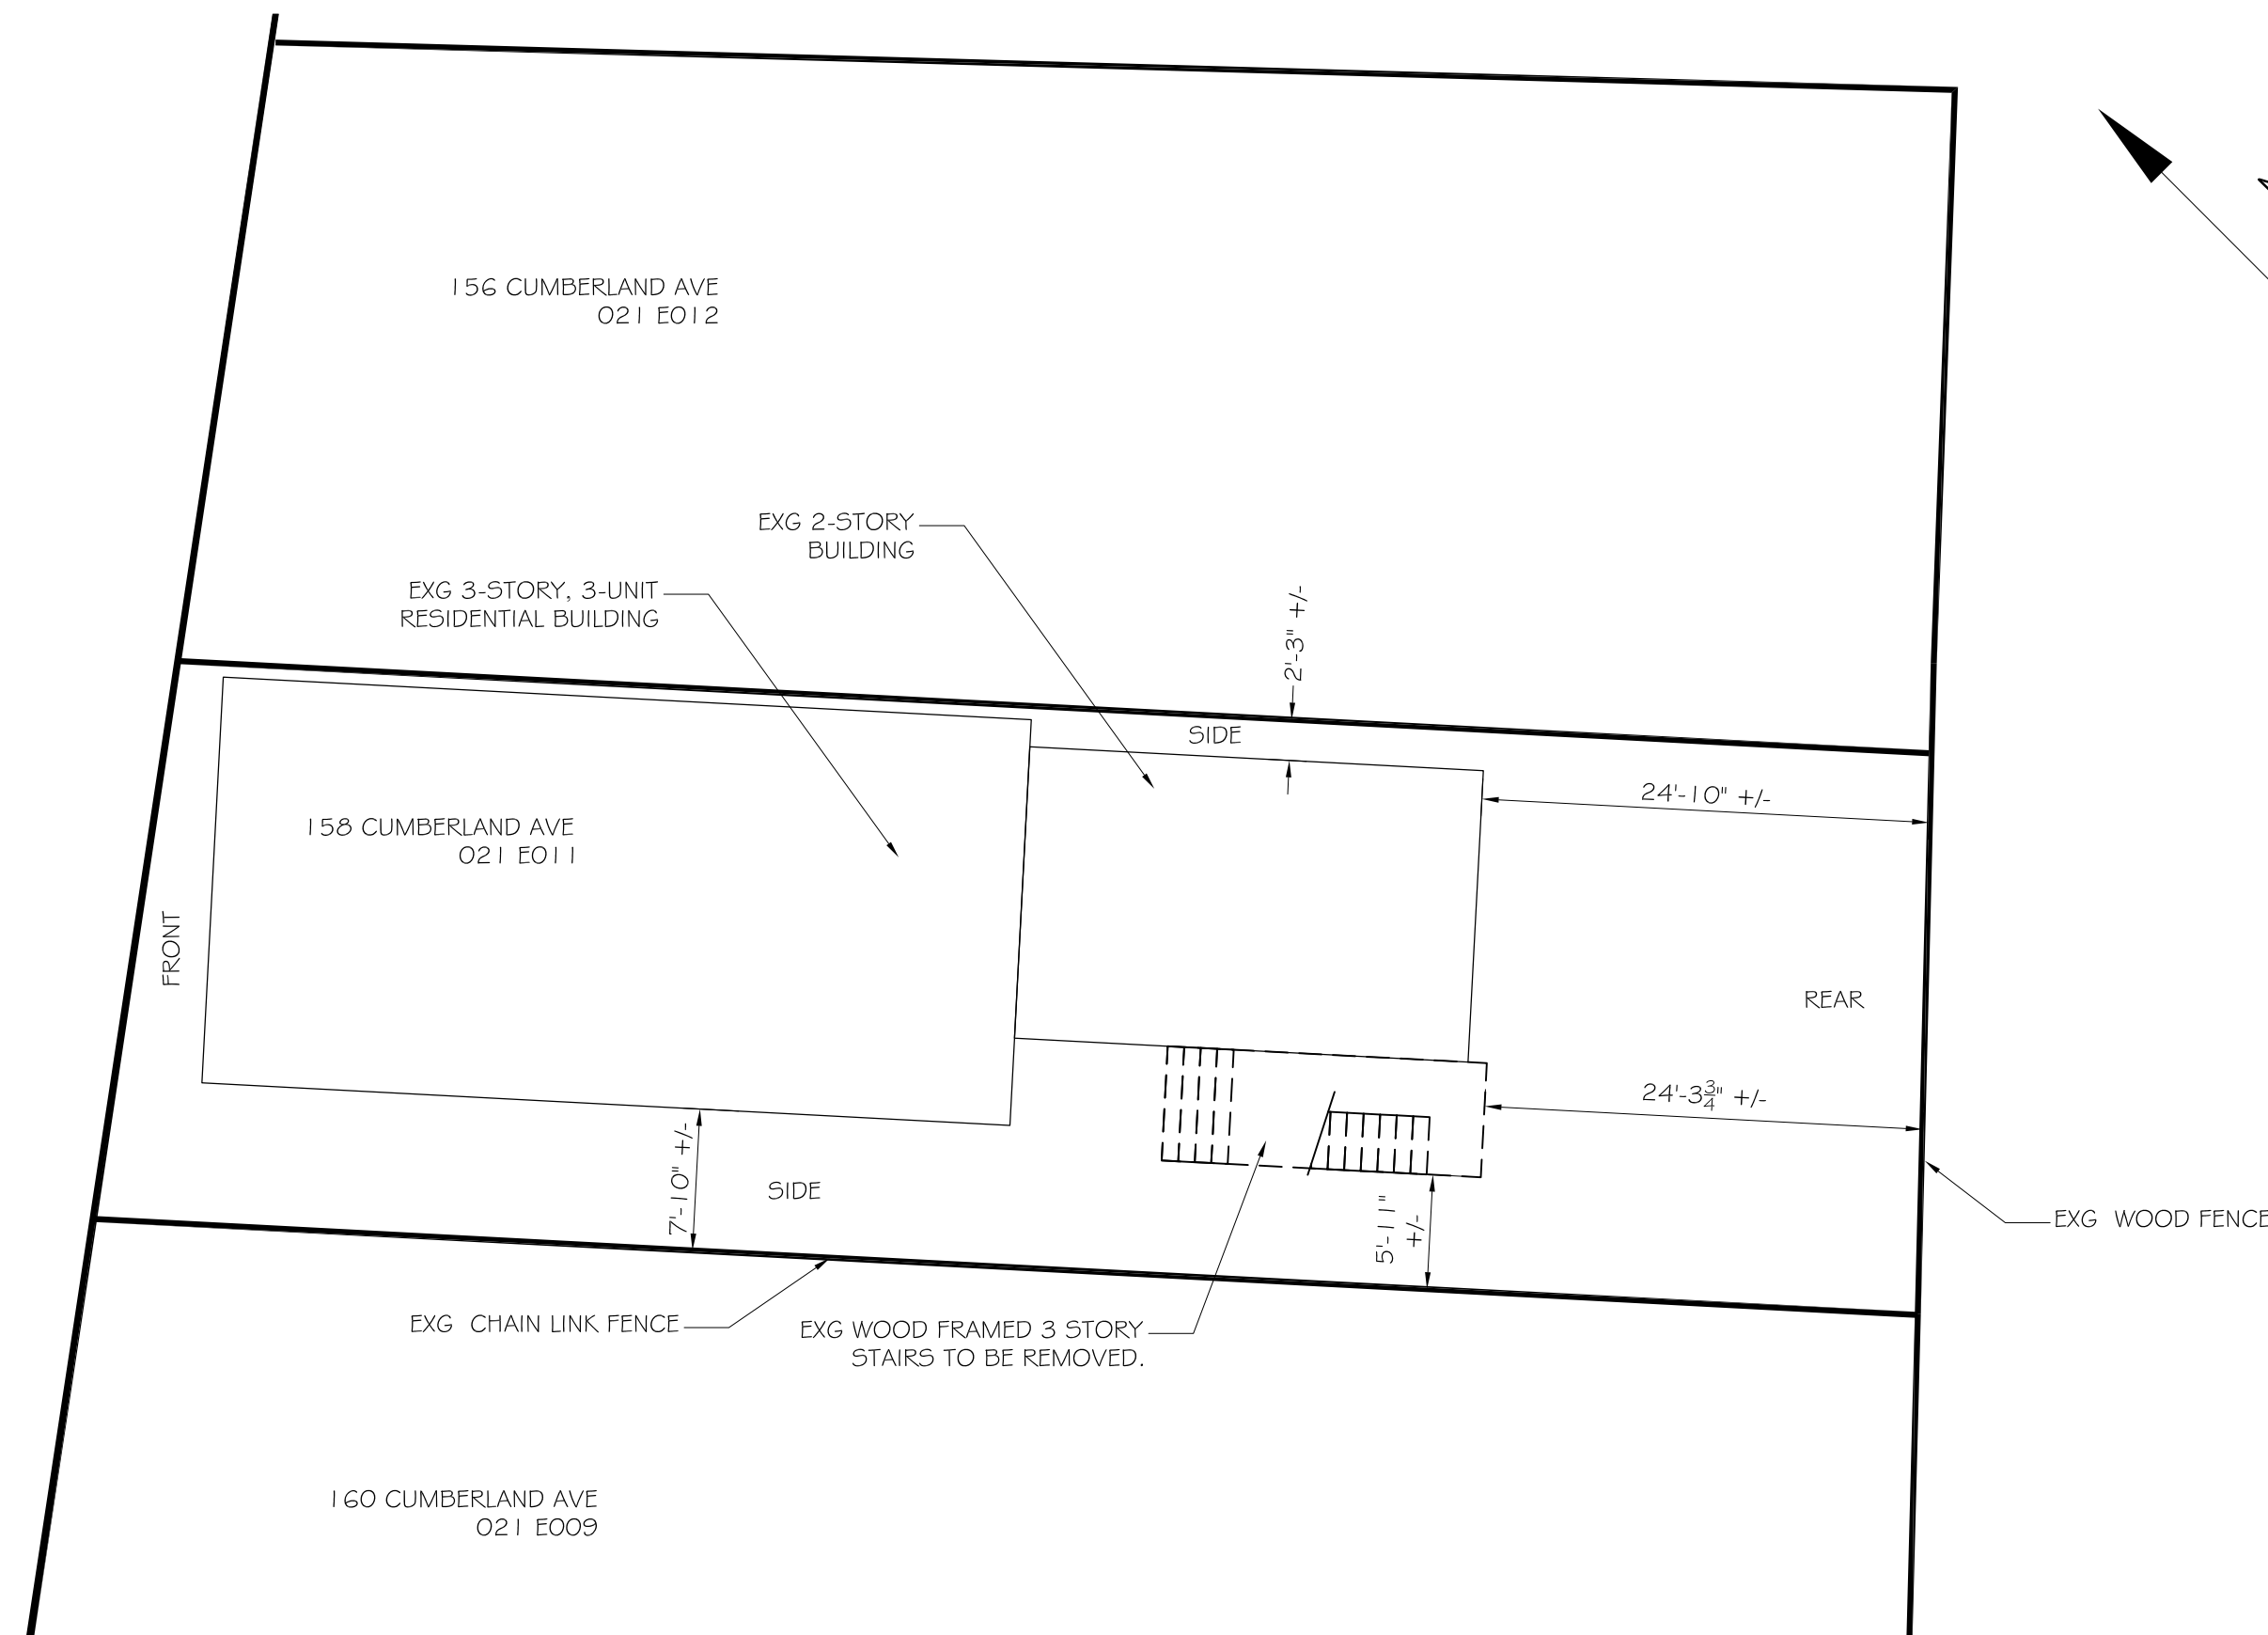 156 CUMBERLAND AVE
021 E012
EXG 2-STORY
BUILDING
EXG 3-STORY, 3-UNIT
RESIDENTIAL BUILDING
2'-3" +/-
SIDE
24'-10" +/-
158 CUMBERLAND AVE
021 E011
FRONT
REAR
24'-3¾" +/-
7'-10" +/-
SIDE
5'-11"
+/-
EXG WOOD FENCE
EXG CHAIN LINK FENCE
EXG WOOD FRAMED 3 STORY
STAIRS TO BE REMOVED.
160 CUMBERLAND AVE
021 E009